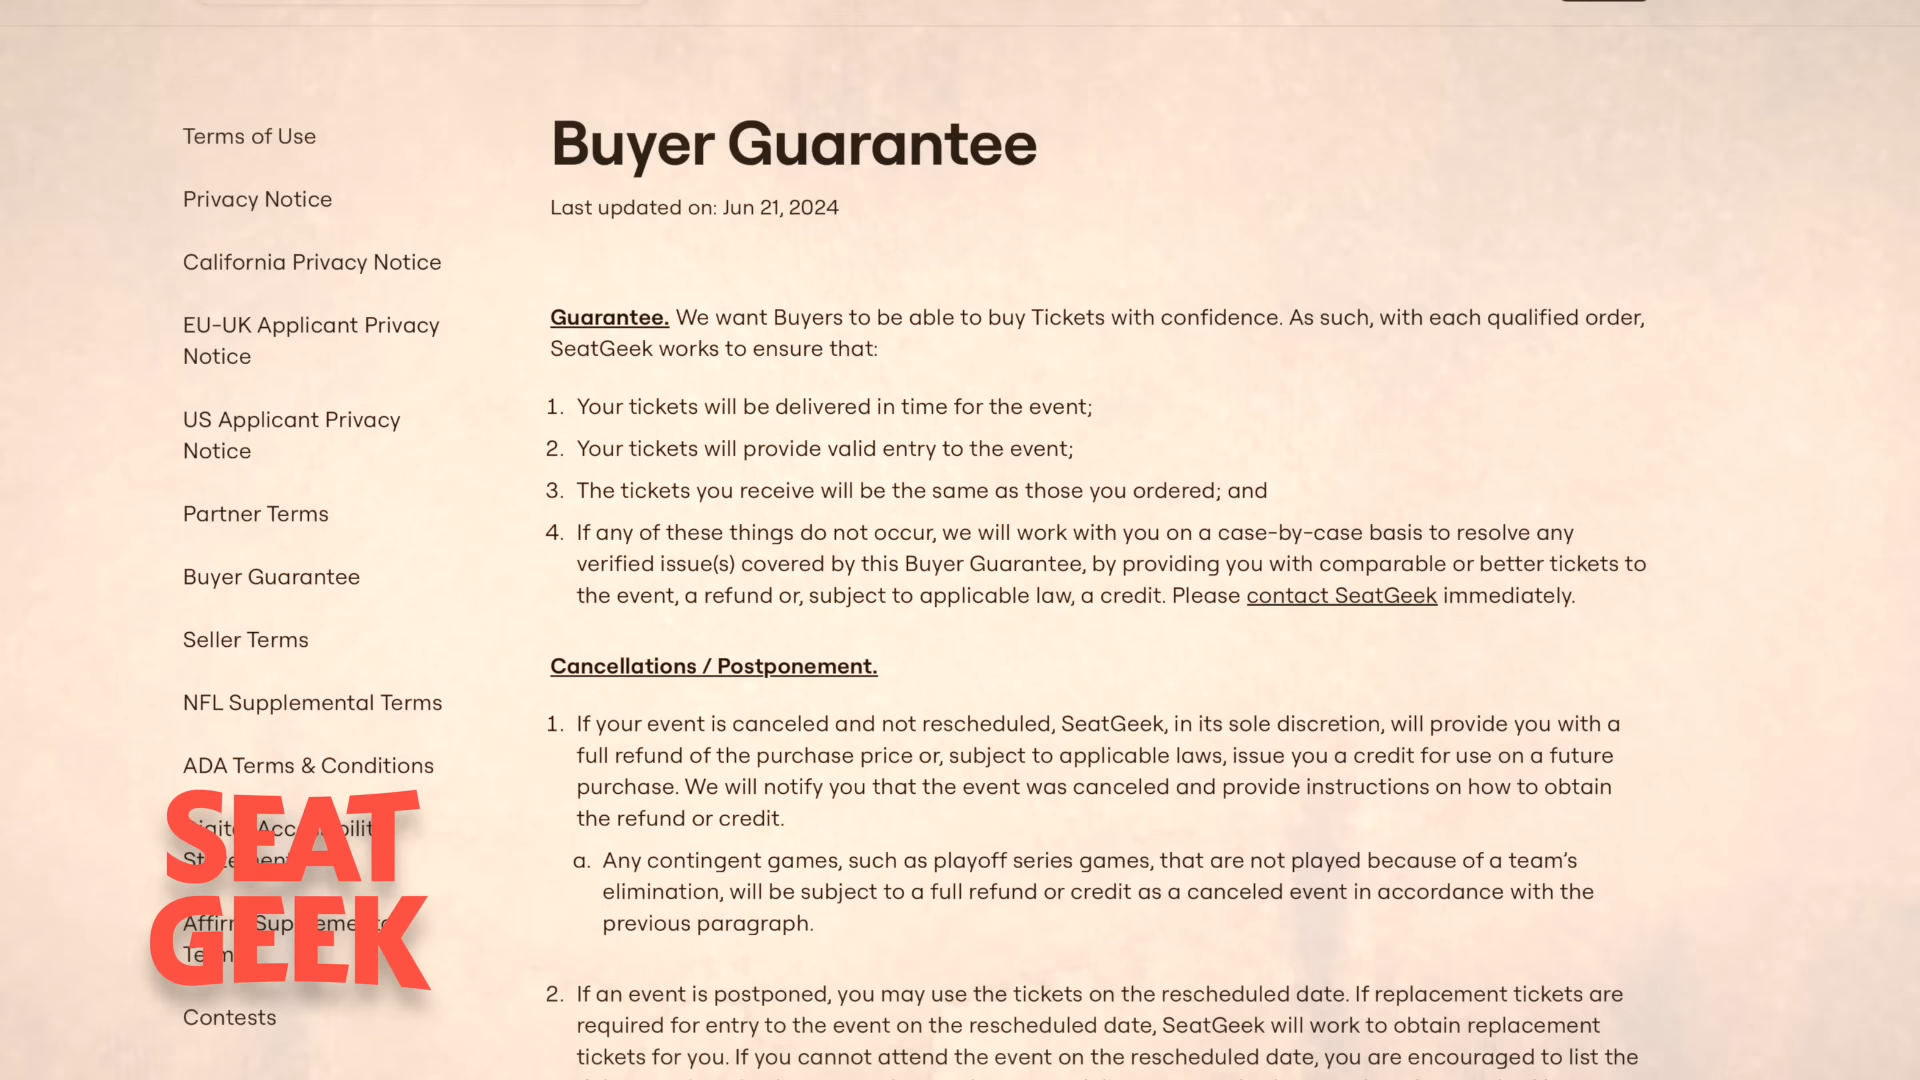 Terms of Use
Privacy Notice
California Privacy Notice
EU-UK Applicant Privacy
Notice
US Applicant Privacy
Notice
Partner Terms
Buyer Guarantee
Seller Terms
NFL Supplemental Terms
ADA Terms & Conditions
Contests
SEAT
GEEK
Buyer Guarantee
Last updated on: Jun 21, 2024
Guarantee. We want Buyers to be able to buy Tickets with confidence. As such, with each qualified order,
SeatGeek works to ensure that:
1. Your tickets will be delivered in time for the event;
2. Your tickets will provide valid entry to the event;
3. The tickets you receive will be the same as those you ordered; and
4. If any of these things do not occur, we will work with you on a case-by-case basis to resolve any
verified issue(s) covered by this Buyer Guarantee, by providing you with comparable or better tickets to
the event, a refund or, subject to applicable law, a credit. Please contact SeatGeek immediately.
Cancellations / Postponement.
1. If your event is canceled and not rescheduled, SeatGeek, in its sole discretion, will provide you with a
full refund of the purchase price or, subject to applicable laws, issue you a credit for use on a future
purchase. We will notify you that the event was canceled and provide instructions on how to obtain
the refund or credit.
a. Any contingent games, such as playoff series games, that are not played because of a team's
elimination, will be subject to a full refund or credit as a canceled event in accordance with the
previous paragraph.
2. If an event is postponed, you may use the tickets on the rescheduled date. If replacement tickets are
required for entry to the event on the rescheduled date, SeatGeek will work to obtain replacement
tickets for you. If you cannot attend the event on the rescheduled date, you are encouraged to list the